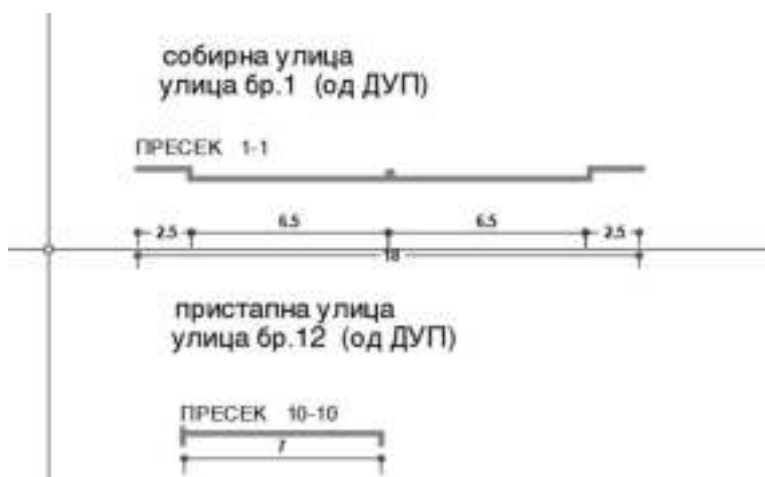 собирна улица
улица бр.1 (од ДУП)
ПРЕСЕК 1-1
2.5 6.5 6.5 2.5
18
пристапна улица
улица бр.12 (од ДУП)
ПРЕСЕК 10-10
7